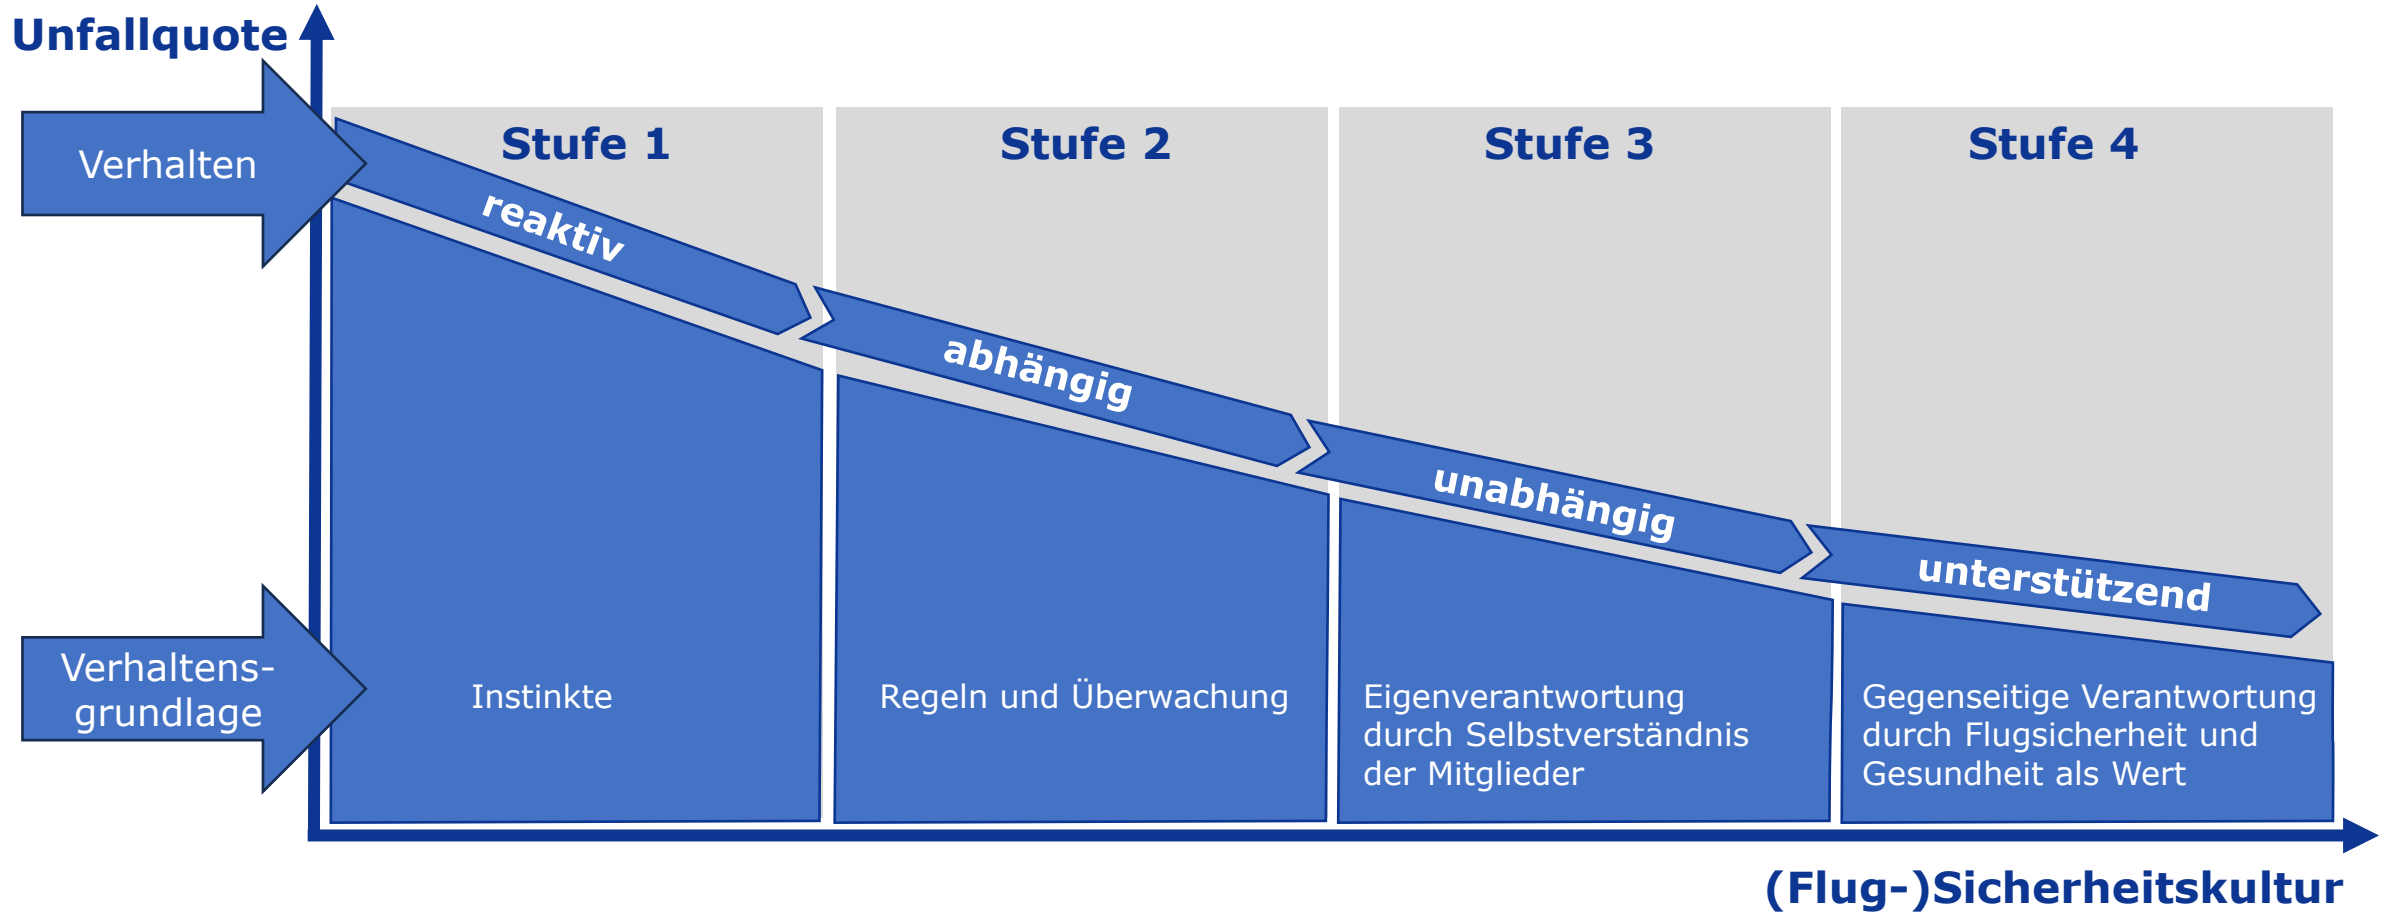 Unfallquote
Verhalten
Stufe 1
Stufe 2
Stufe 3
Stufe 4
reaktiv
abhängig
unabhängig
unterstützend
Verhaltens-
grundlage
Instinkte
Regeln und Überwachung
Eigenverantwortung
durch Selbstverständnis
der Mitglieder
Gegenseitige Verantwortung
durch Flugsicherheit und
Gesundheit als Wert
(Flug-)Sicherheitskultur